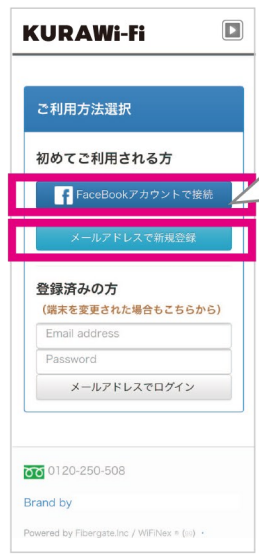 KURAWi-Fi
ご利用方法選択
初めてご利用される方
FaceBookアカウントで接続
メールアドレスで新規登録
登録済みの方
(端末を変更された場合もこちらから)
Email address
Password
メールアドレスでログイン
0120-250-508
Brand by
Powered by Fibergate.Inc / WiFiNex